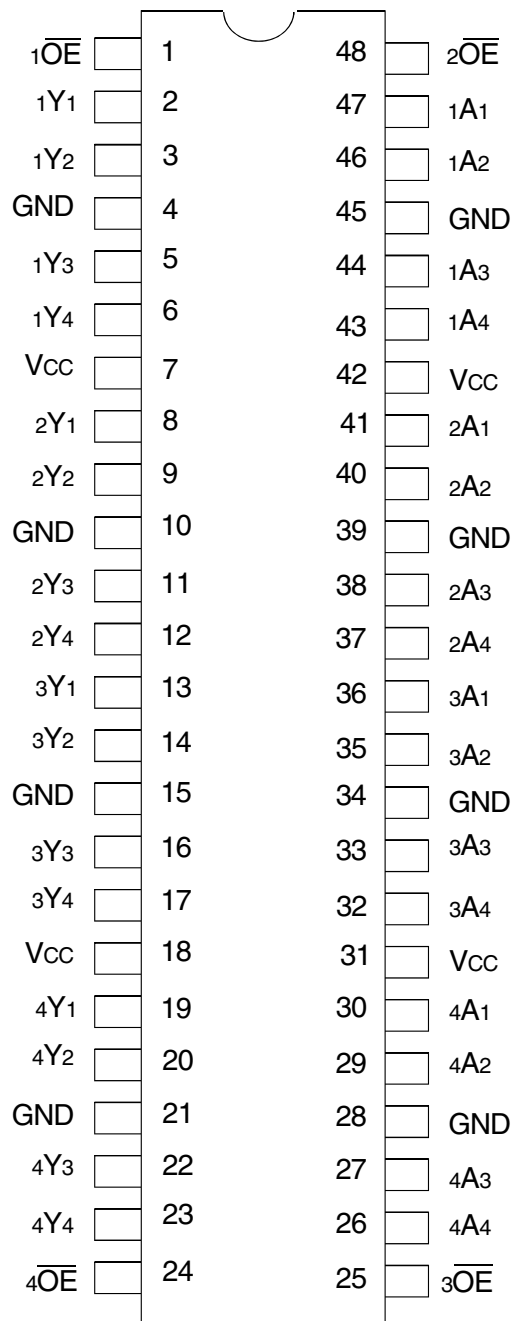 1OE 1 48 2OE
1Y1 2 47 1A1
1Y2 3 46 1A2
GND 4 45 GND
1Y3 5 44 1A3
1Y4 6 43 1A4
VCC 7 42 VCC
2Y1 8 41 2A1
2Y2 9 40 2A2
GND 10 39 GND
2Y3 11 38 2A3
2Y4 12 37 2A4
3Y1 13 36 3A1
3Y2 14 35 3A2
GND 15 34 GND
3Y3 16 33 3A3
3Y4 17 32 3A4
VCC 18 31 VCC
4Y1 19 30 4A1
4Y2 20 29 4A2
GND 21 28 GND
4Y3 22 27 4A3
4Y4 23 26 4A4
4OE 24 25 3OE